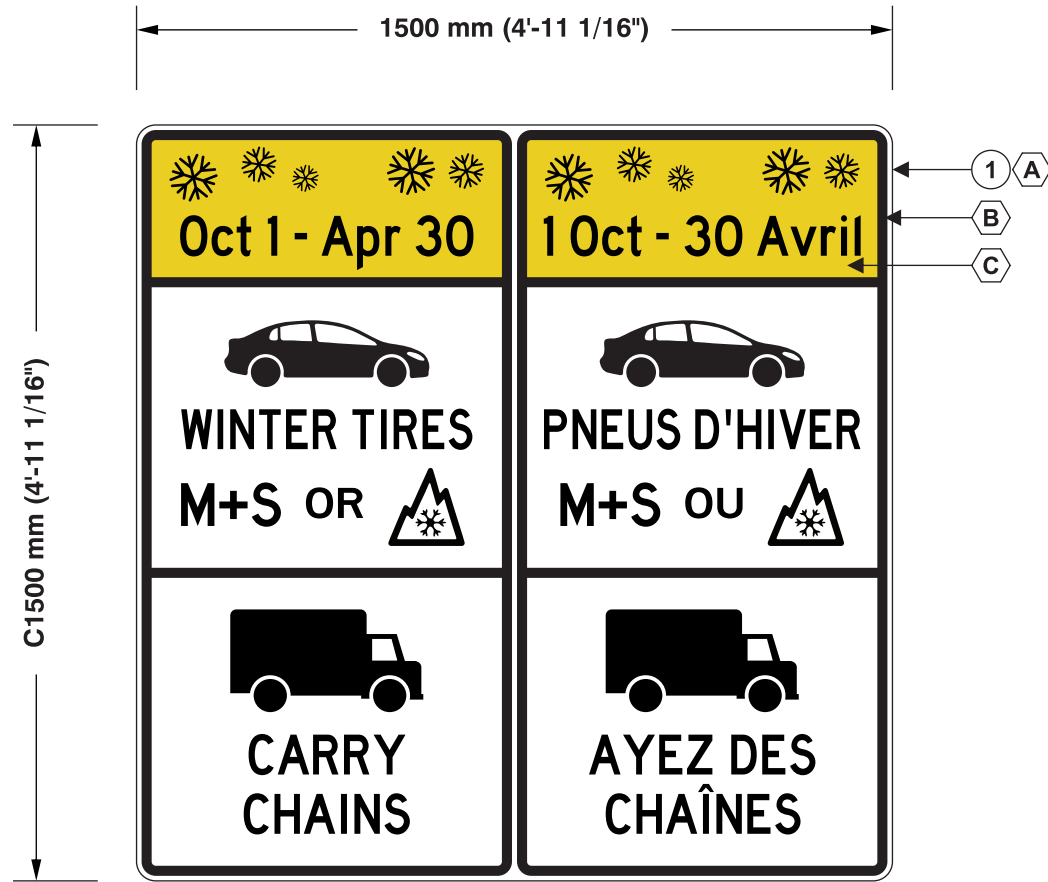 1500 mm (4'-11 1/16")
C1500 mm (4'-11 1/16")
Oct 1 - Apr 30
WINTER TIRES
M+S OR
CARRY
CHAINS
1 Oct - 30 Avril
PNEUS D'HIVER
M+S OU
AYEZ DES
CHAÎNES
1 A
B
C